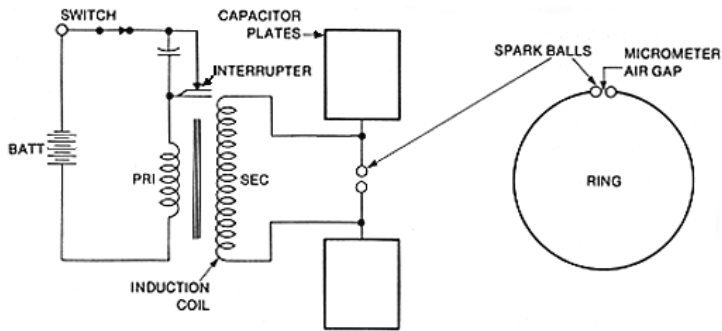 SWITCH
CAPACITOR
PLATES
INTERRUPTER
SPARK BALLS
MICROMETER
AIR GAP
BATT
PRI
SEC
RING
INDUCTION
COIL